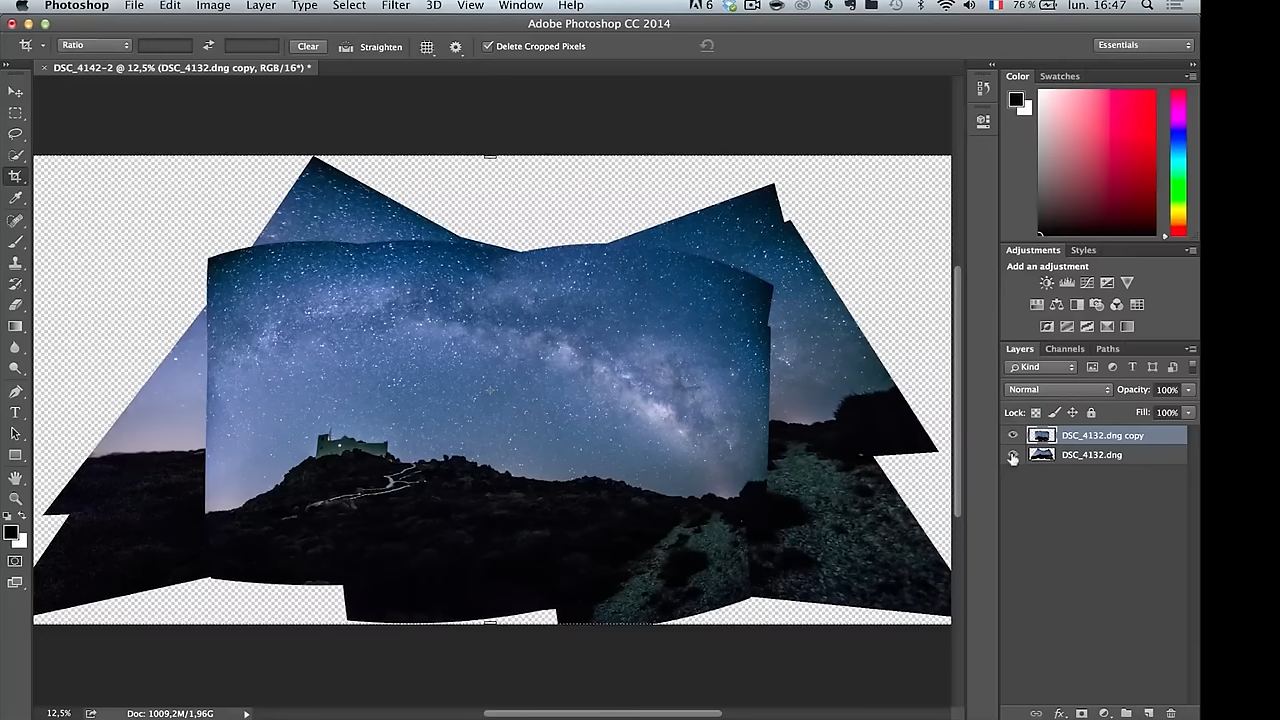 Photoshop File Edit Image Layer Type Select Filter 3D View Window Help 6 76% lun. 16:47
Adobe Photoshop CC 2014
Ratio Clear Straighten Delete Cropped Pixels Essentials
× DSC_4142-2 @ 12,5% (DSC_4132.dng copy, RGB/16*) *
Color Swatches
Adjustments Styles
Add an adjustment
Layers Channels Paths
Kind
Normal Opacity: 100%
Lock: Fill: 100%
DSC_4132.dng copy
DSC_4132.dng
12,5% Doc: 1009,2M/1,96G